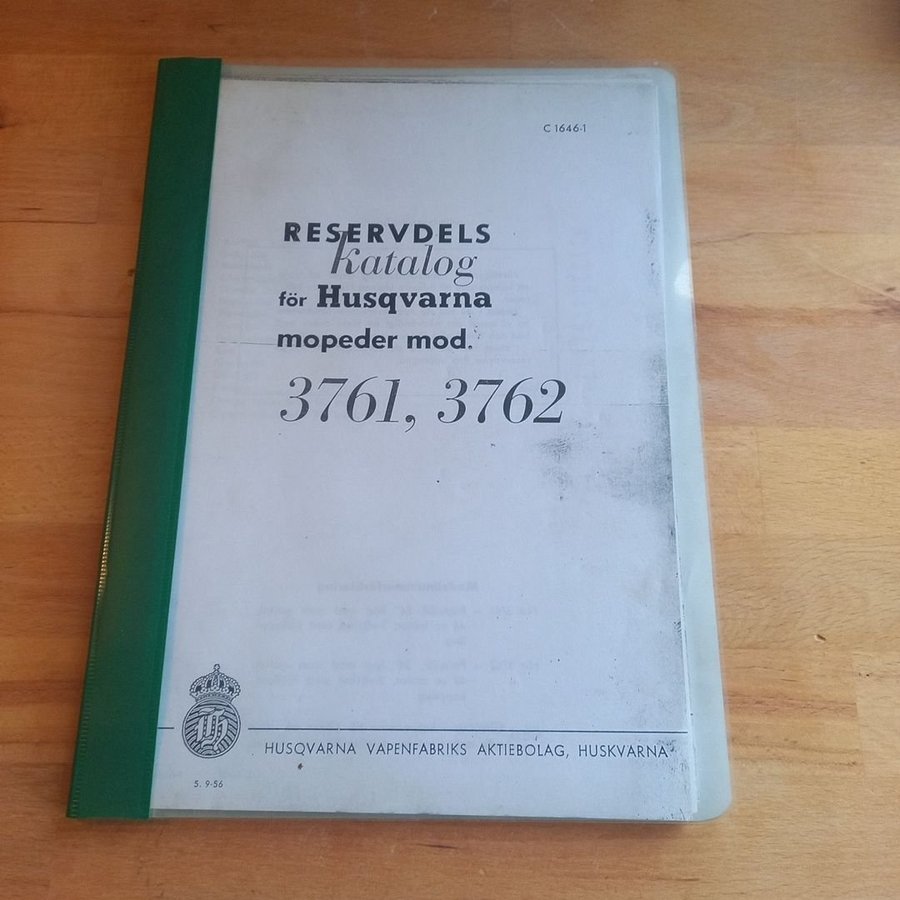 C 1646-1
RESERVDELS
katalog
för Husqvarna
mopeder mod.
3761, 3762
HUSQVARNA VAPENFABRIKS AKTIEBOLAG, HUSKVARNA
5. 9-56